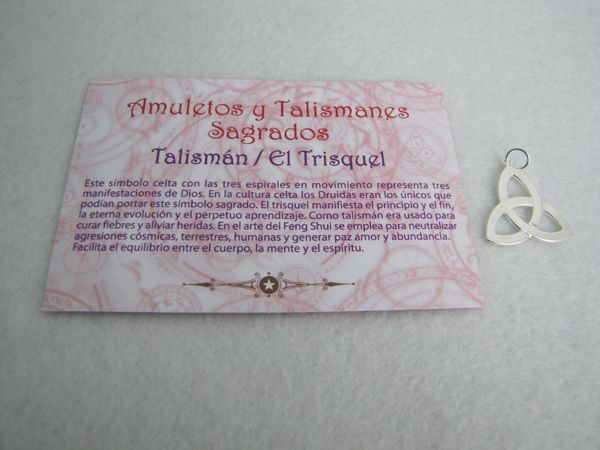 Amuletos y Talismanes
Sagrados
Talismán / El Trisquel
Este símbolo celta con las tres espirales en movimiento representa tres
manifestaciones de Dios. En la cultura celta los Druidas eran los únicos que
podían portar este símbolo sagrado. El trisquel manifiesta el principio y el fin,
la eterna evolución y el perpetuo aprendizaje. Como talismán era usado para
curar fiebres y aliviar heridas. En el arte del Feng Shui se emplea para neutralizar
agresiones cósmicas, terrestres, humanas y generar paz amor y abundancia.
Facilita el equilibrio entre el cuerpo, la mente y el espíritu.